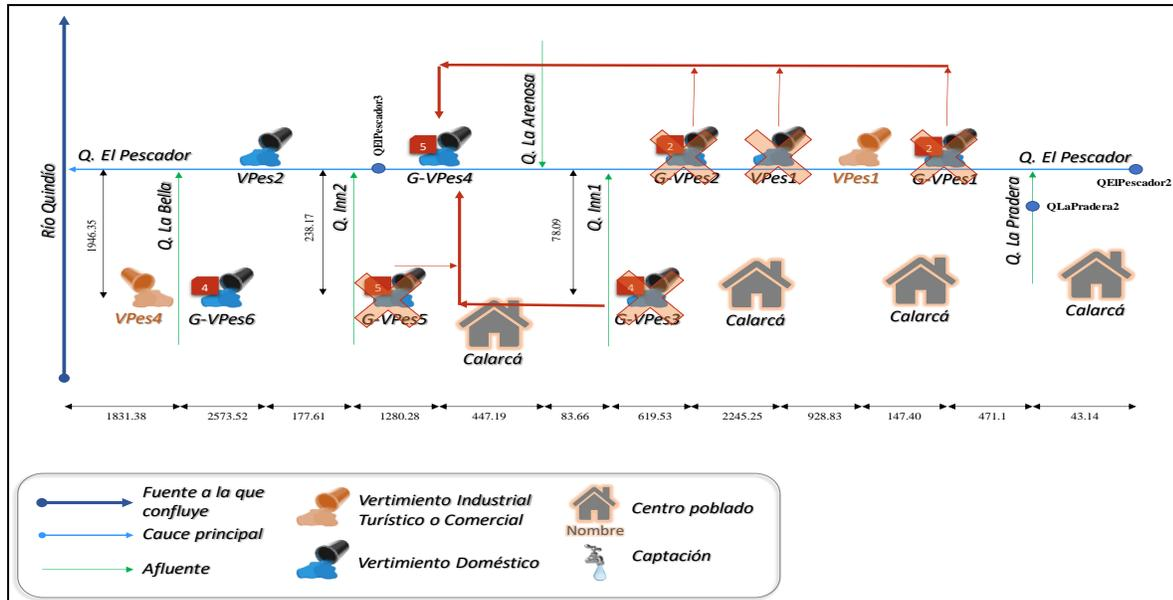 Río Quindío
Q. El Pescador
1946.35
Q. La Bella
VPes2
238.17
QElPescador3
Q. Inn2
5
G-VPes4
Q. La Arenosa
78.09
Q. Inn1
2
G-VPes2
VPes1
VPes1
2
G-VPes1
Q. El Pescador
QElPescador2
Q. La Pradera
QLaPradera2
VPes4
4
G-VPes6
5
G-VPes5
Calarcá
4
G-VPes3
Calarcá
Calarcá
Calarcá
1831.38
2573.52
177.61
1280.28
447.19
83.66
619.53
2245.25
928.83
147.40
471.1
43.14
Fuente a la que
confluye
Cauce principal
Afluente
Vertimiento Industrial
Turístico o Comercial
Vertimiento Doméstico
Nombre
Centro poblado
Captación